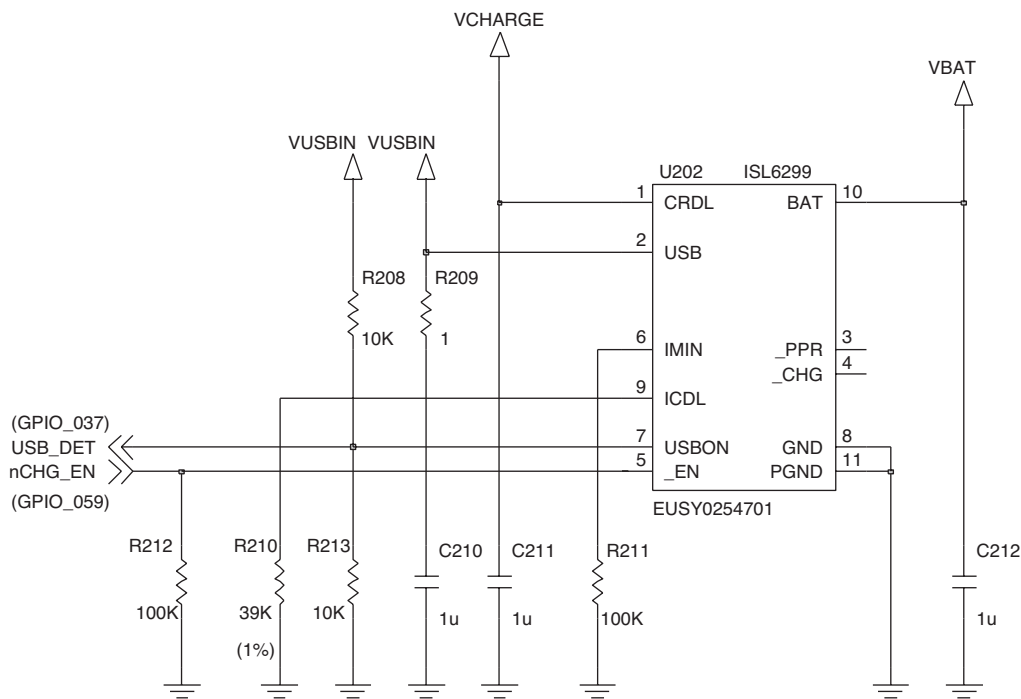 VCHARGE
VBAT
VUSBIN VUSBIN
U202 ISL6299
1 CRDL BAT 10
2 USB
R208 R209
10K 1
6 IMIN _PPR 3
_CHG 4
9 ICDL
(GPIO_037)
USB_DET 7 USBON GND 8
nCHG_EN 5 _EN PGND 11
(GPIO_059)
EUSY0254701
R212 R210 R213 C210 C211 R211 C212
100K 39K 10K 1u 1u 100K 1u
(1%)